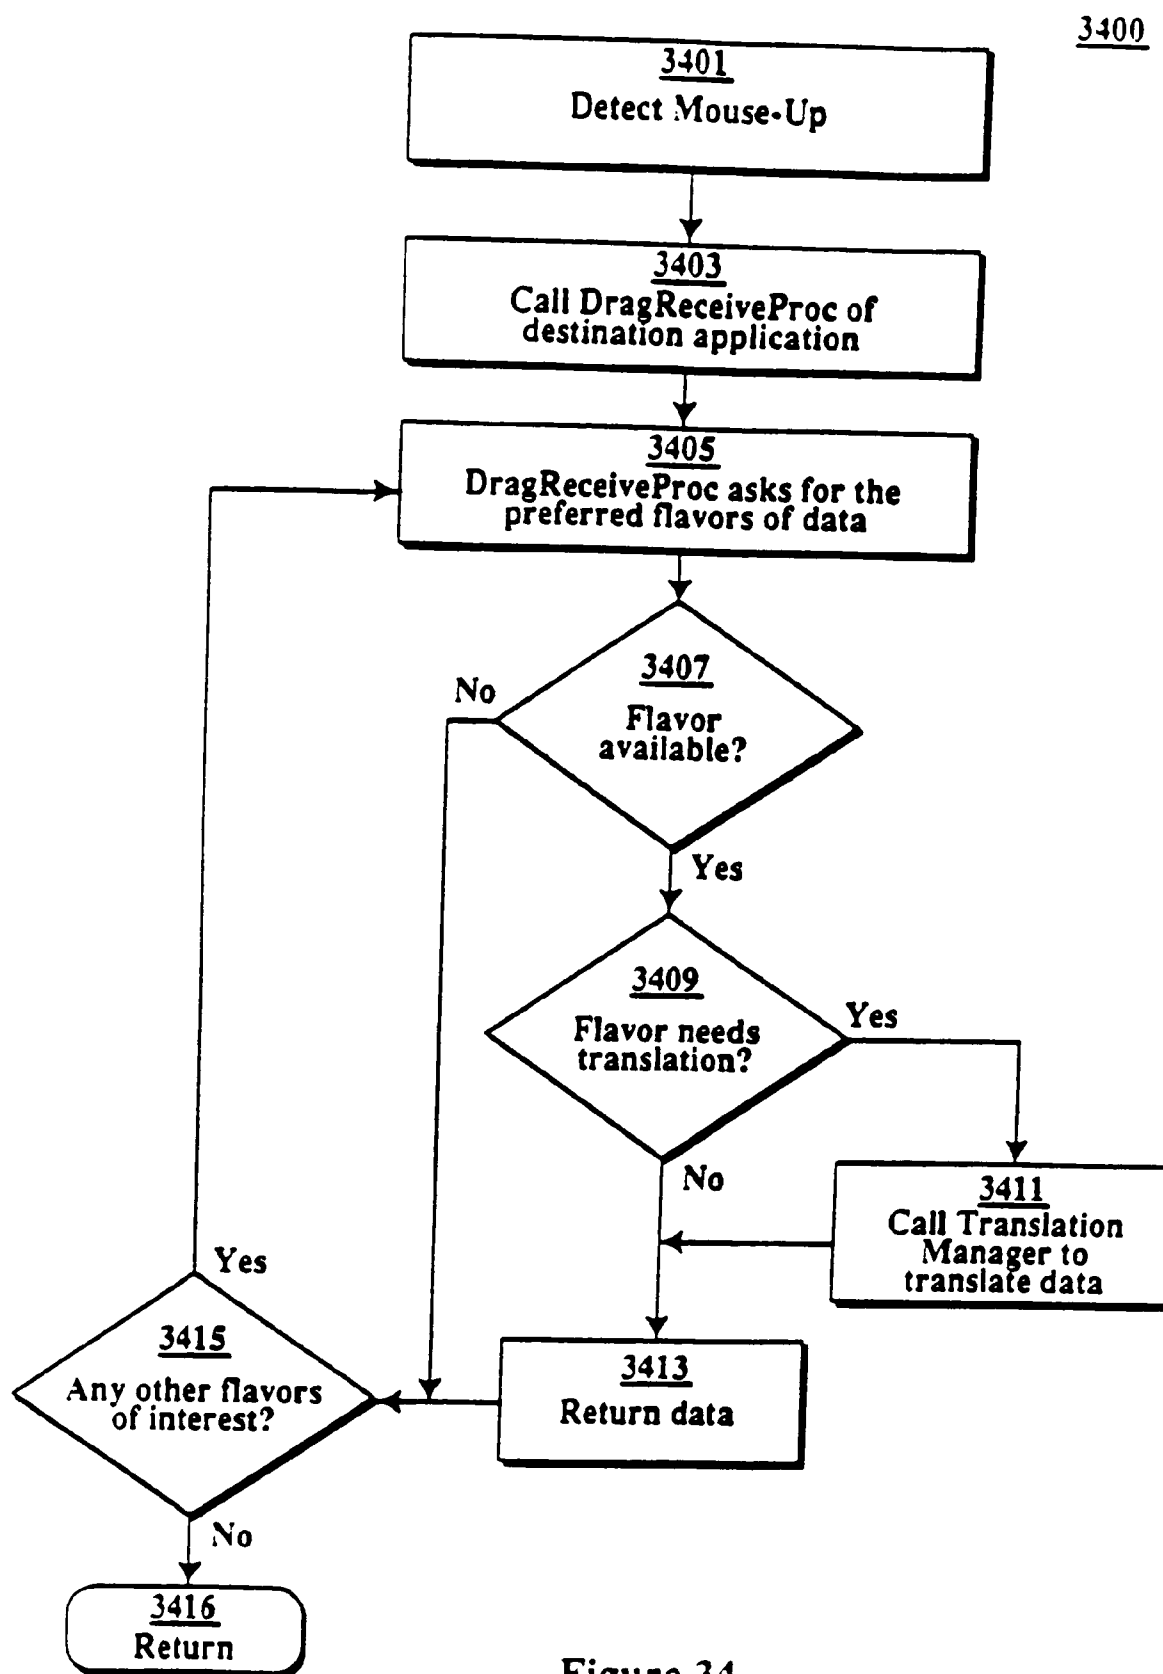 3400
3401
Detect Mouse-Up
3403
Call DragReceiveProc of
destination application
3405
DragReceiveProc asks for the
preferred flavors of data
3407
No
Flavor
available?
Yes
3409
Yes
Flavor needs
translation?
No
3411
Call Translation
Manager to
translate data
Yes
3415
Any other flavors
of interest?
3413
Return data
No
3416
Return
Figure 34